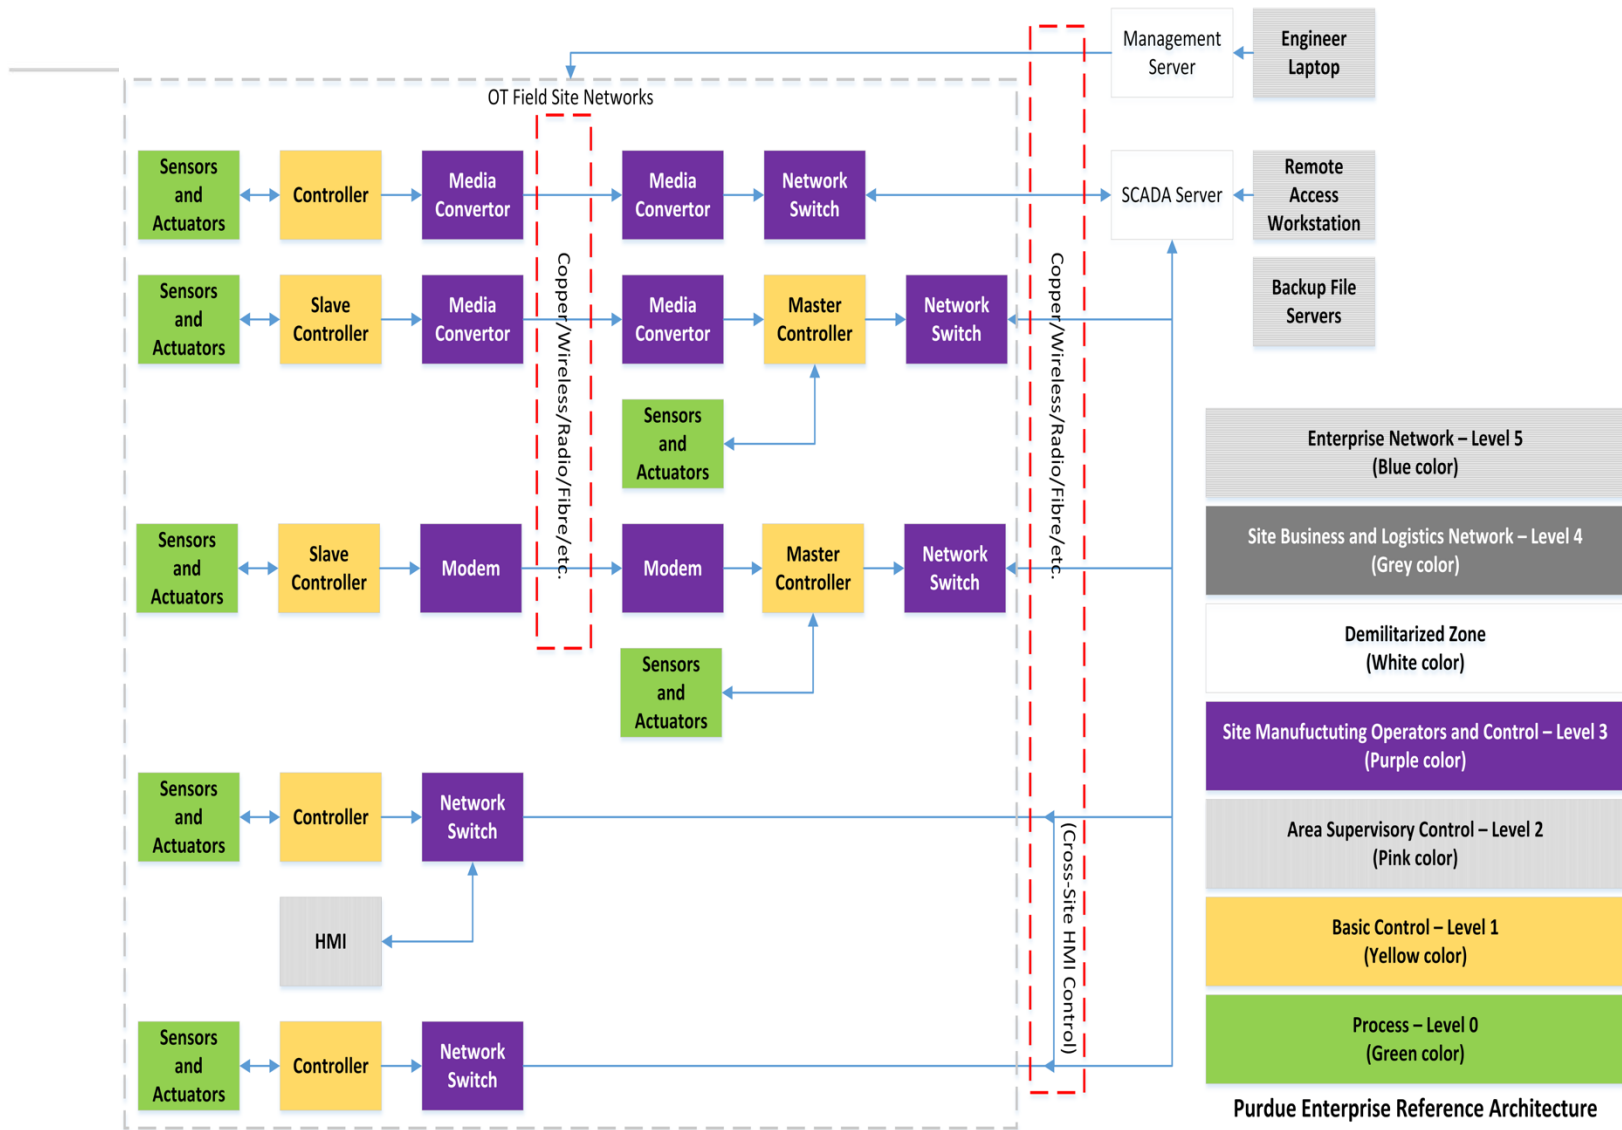 Management
Server
Engineer
Laptop
OT Field Site Networks
Sensors
and
Actuators
Controller
Media
Convertor
Media
Convertor
Network
Switch
SCADA Server
Remote
Access
Workstation
Sensors
and
Actuators
Slave
Controller
Media
Convertor
Media
Convertor
Master
Controller
Network
Switch
Backup File
Servers
Copper/Wireless/Radio/Fibre/etc.
Copper/Wireless/Radio/Fibre/etc.
Sensors
and
Actuators
Sensors
and
Actuators
Slave
Controller
Modem
Modem
Master
Controller
Network
Switch
Sensors
and
Actuators
Sensors
and
Actuators
Controller
Network
Switch
HMI
(Cross-Site HMI Control)
Sensors
and
Actuators
Controller
Network
Switch
Enterprise Network – Level 5
(Blue color)
Site Business and Logistics Network – Level 4
(Grey color)
Demilitarized Zone
(White color)
Site Manufuctuting Operators and Control – Level 3
(Purple color)
Area Supervisory Control – Level 2
(Pink color)
Basic Control – Level 1
(Yellow color)
Process – Level 0
(Green color)
Purdue Enterprise Reference Architecture